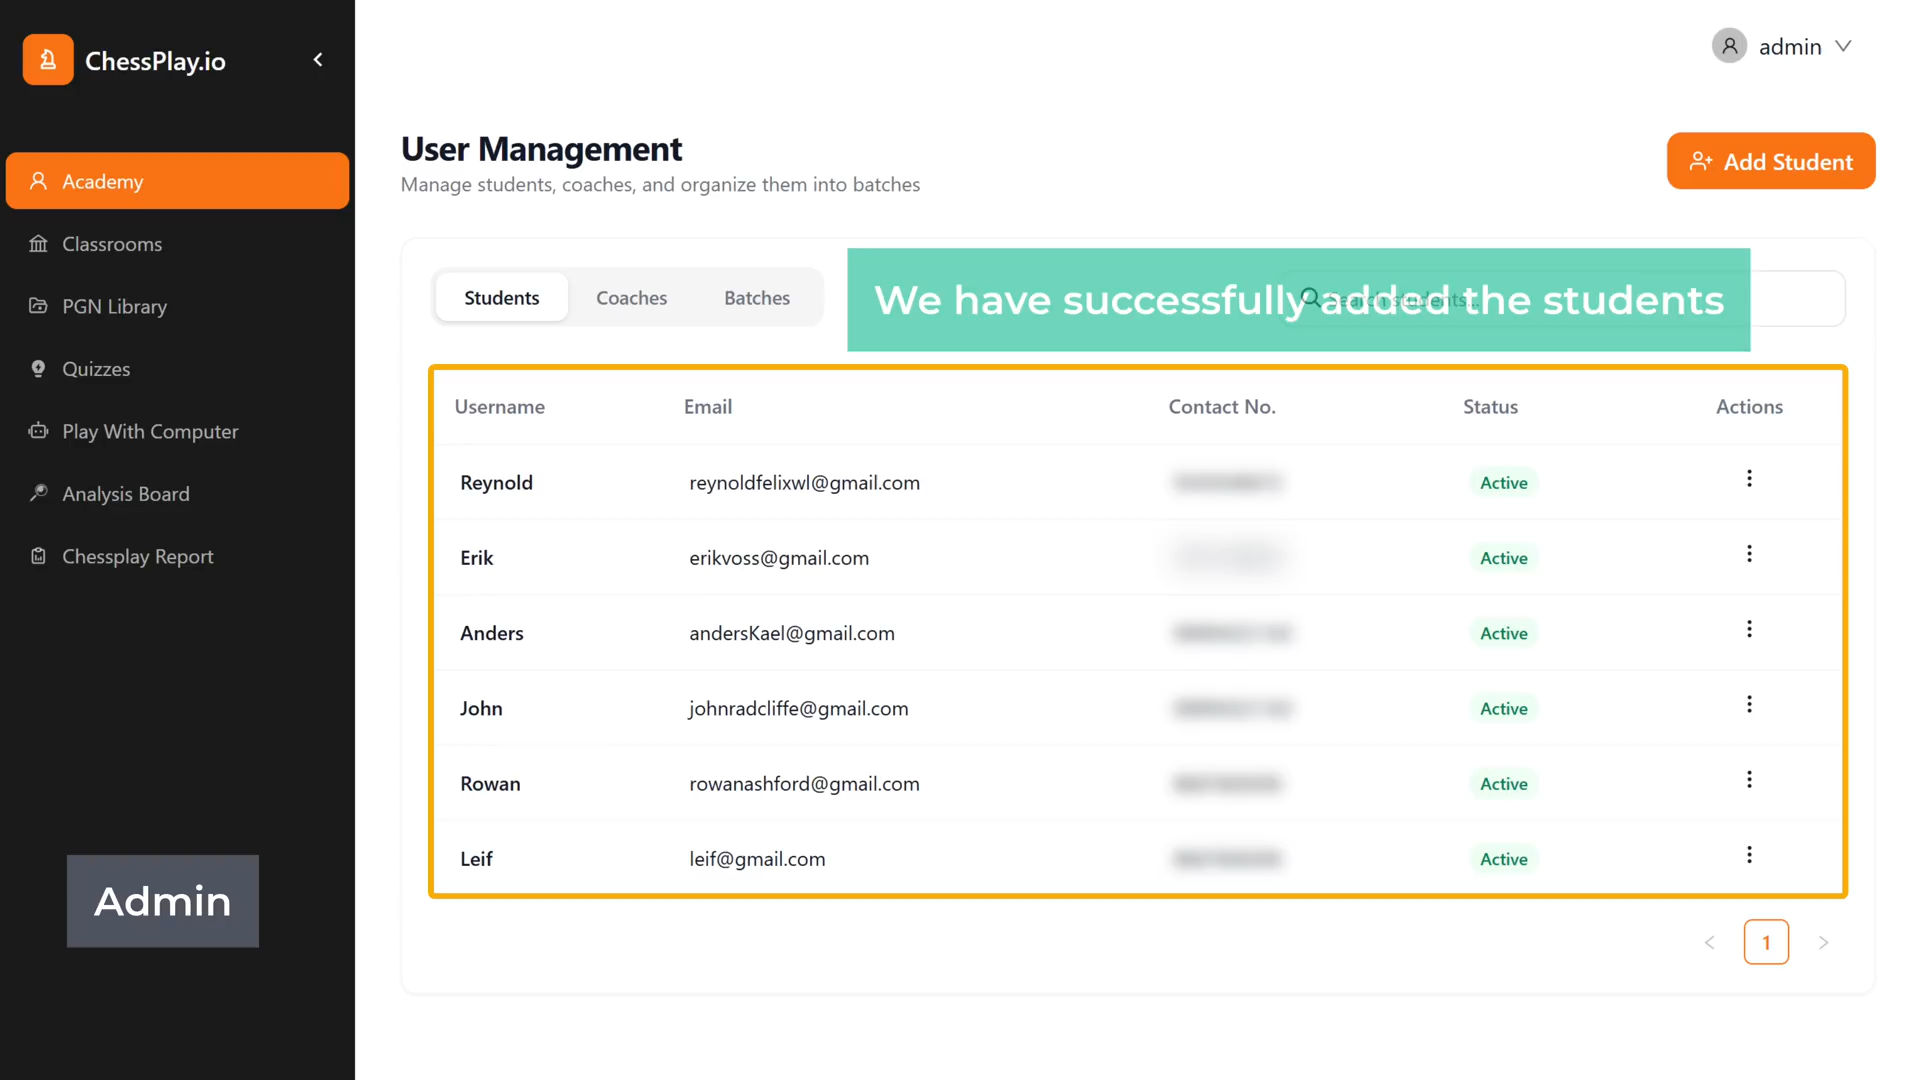 ChessPlay.io
admin
User Management
Manage students, coaches, and organize them into batches
Add Student
Academy
Classrooms
PGN Library
Quizzes
Play With Computer
Analysis Board
Chessplay Report
Admin
Students Coaches Batches
We have successfully added the students
Search students...
Username Email Contact No. Status Actions
Reynold reynoldfelixwl@gmail.com Active
Erik erikvoss@gmail.com Active
Anders andersKael@gmail.com Active
John johnradcliffe@gmail.com Active
Rowan rowanashford@gmail.com Active
Leif leif@gmail.com Active
1